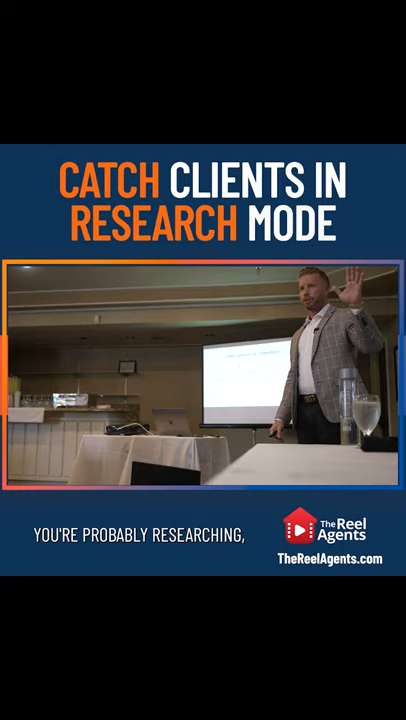 CATCH CLIENTS IN
RESEARCH MODE
YOU'RE PROBABLY RESEARCHING,
The Reel
Agents
TheReelAgents.com